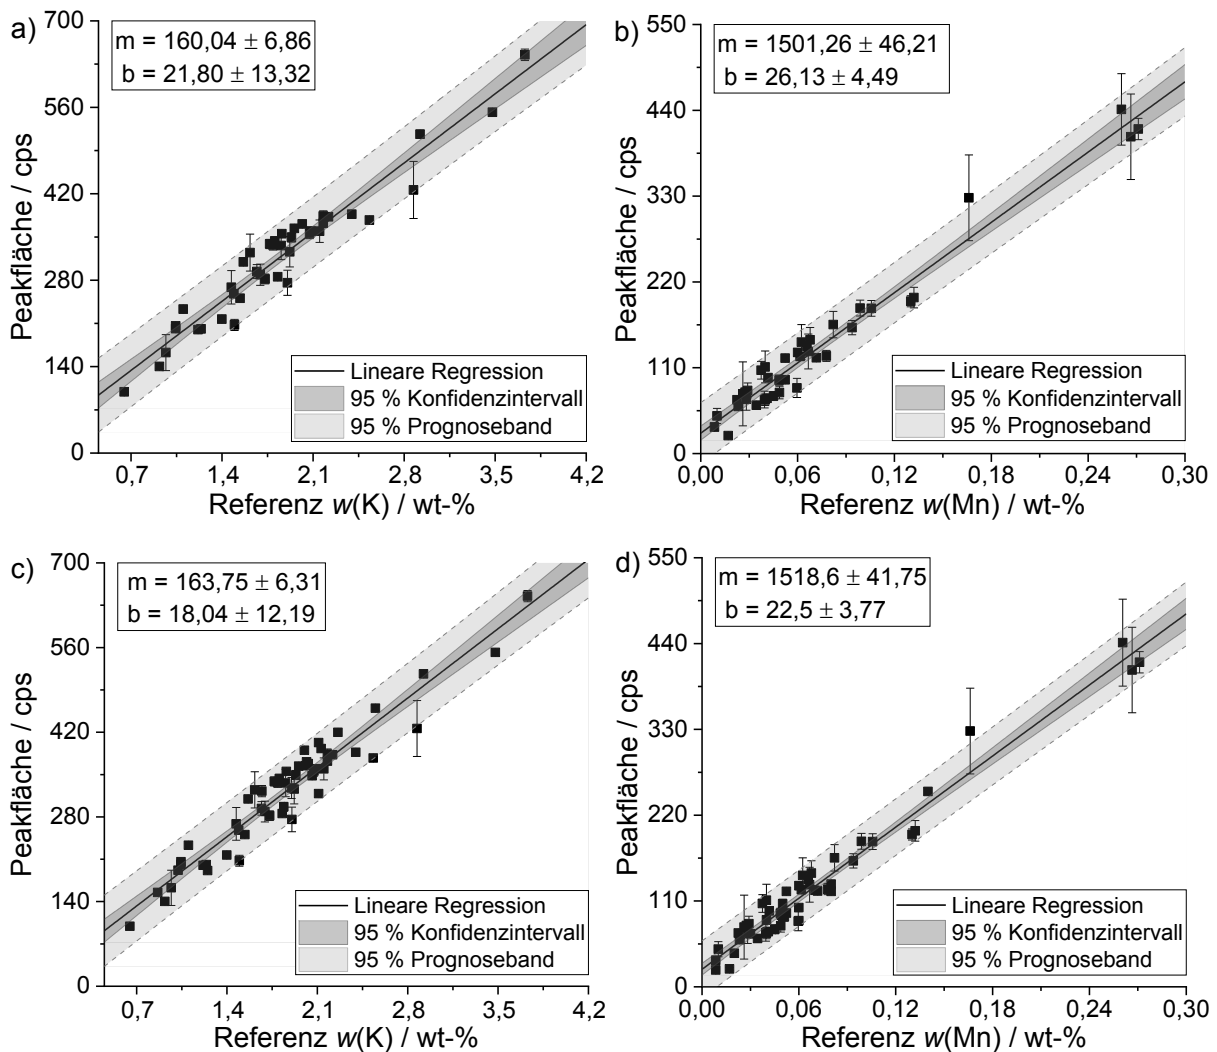 a)
m = 160,04 ± 6,86
b = 21,80 ± 13,32
Peakfläche / cps
700
560
420
280
140
0
Lineare Regression
95 % Konfidenzintervall
95 % Prognoseband
0,7 1,4 2,1 2,8 3,5 4,2
Referenz w(K) / wt-%
b)
m = 1501,26 ± 46,21
b = 26,13 ± 4,49
Peakfläche / cps
550
440
330
220
110
0
Lineare Regression
95 % Konfidenzintervall
95 % Prognoseband
0,00 0,06 0,12 0,18 0,24 0,30
Referenz w(Mn) / wt-%
c)
m = 163,75 ± 6,31
b = 18,04 ± 12,19
Peakfläche / cps
700
560
420
280
140
0
Lineare Regression
95 % Konfidenzintervall
95 % Prognoseband
0,7 1,4 2,1 2,8 3,5 4,2
Referenz w(K) / wt-%
d)
m = 1518,6 ± 41,75
b = 22,5 ± 3,77
Peakfläche / cps
550
440
330
220
110
0
Lineare Regression
95 % Konfidenzintervall
95 % Prognoseband
0,00 0,06 0,12 0,18 0,24 0,30
Referenz w(Mn) / wt-%